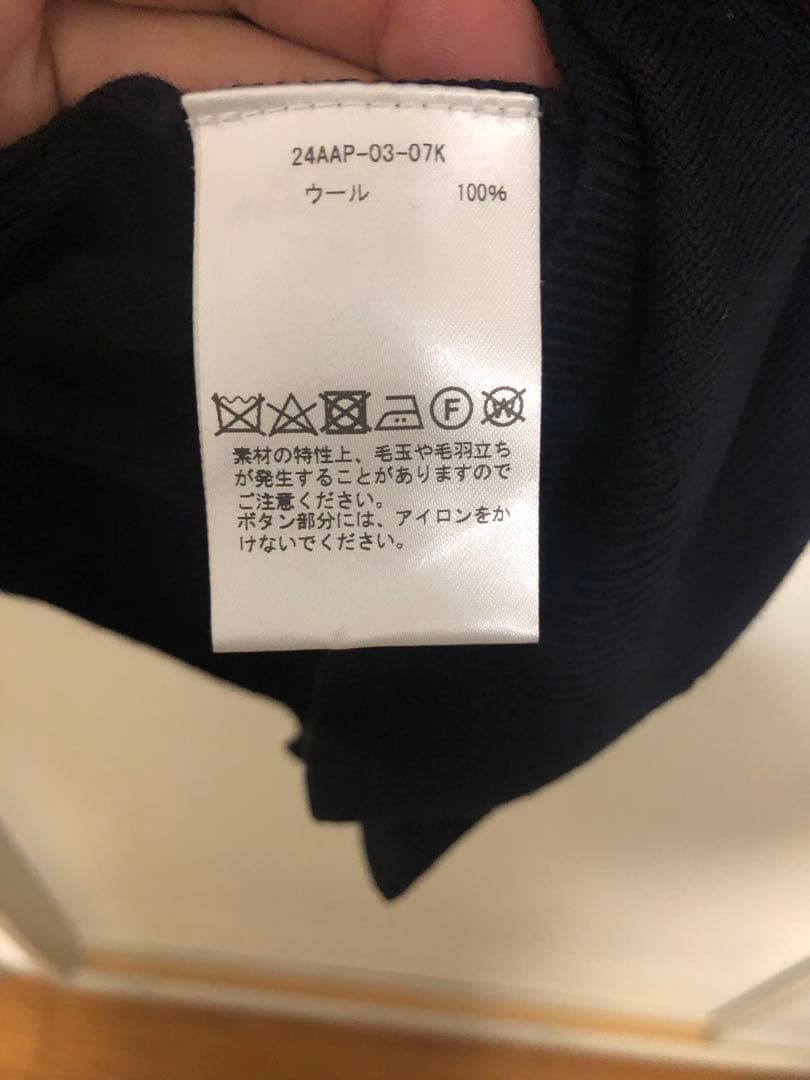 24AAP-03-07K
ウール 100%
F W
素材の特性上、毛玉や毛羽立ち
が発生することがありますので
ご注意ください。
ボタン部分には、アイロンをか
けないでください。